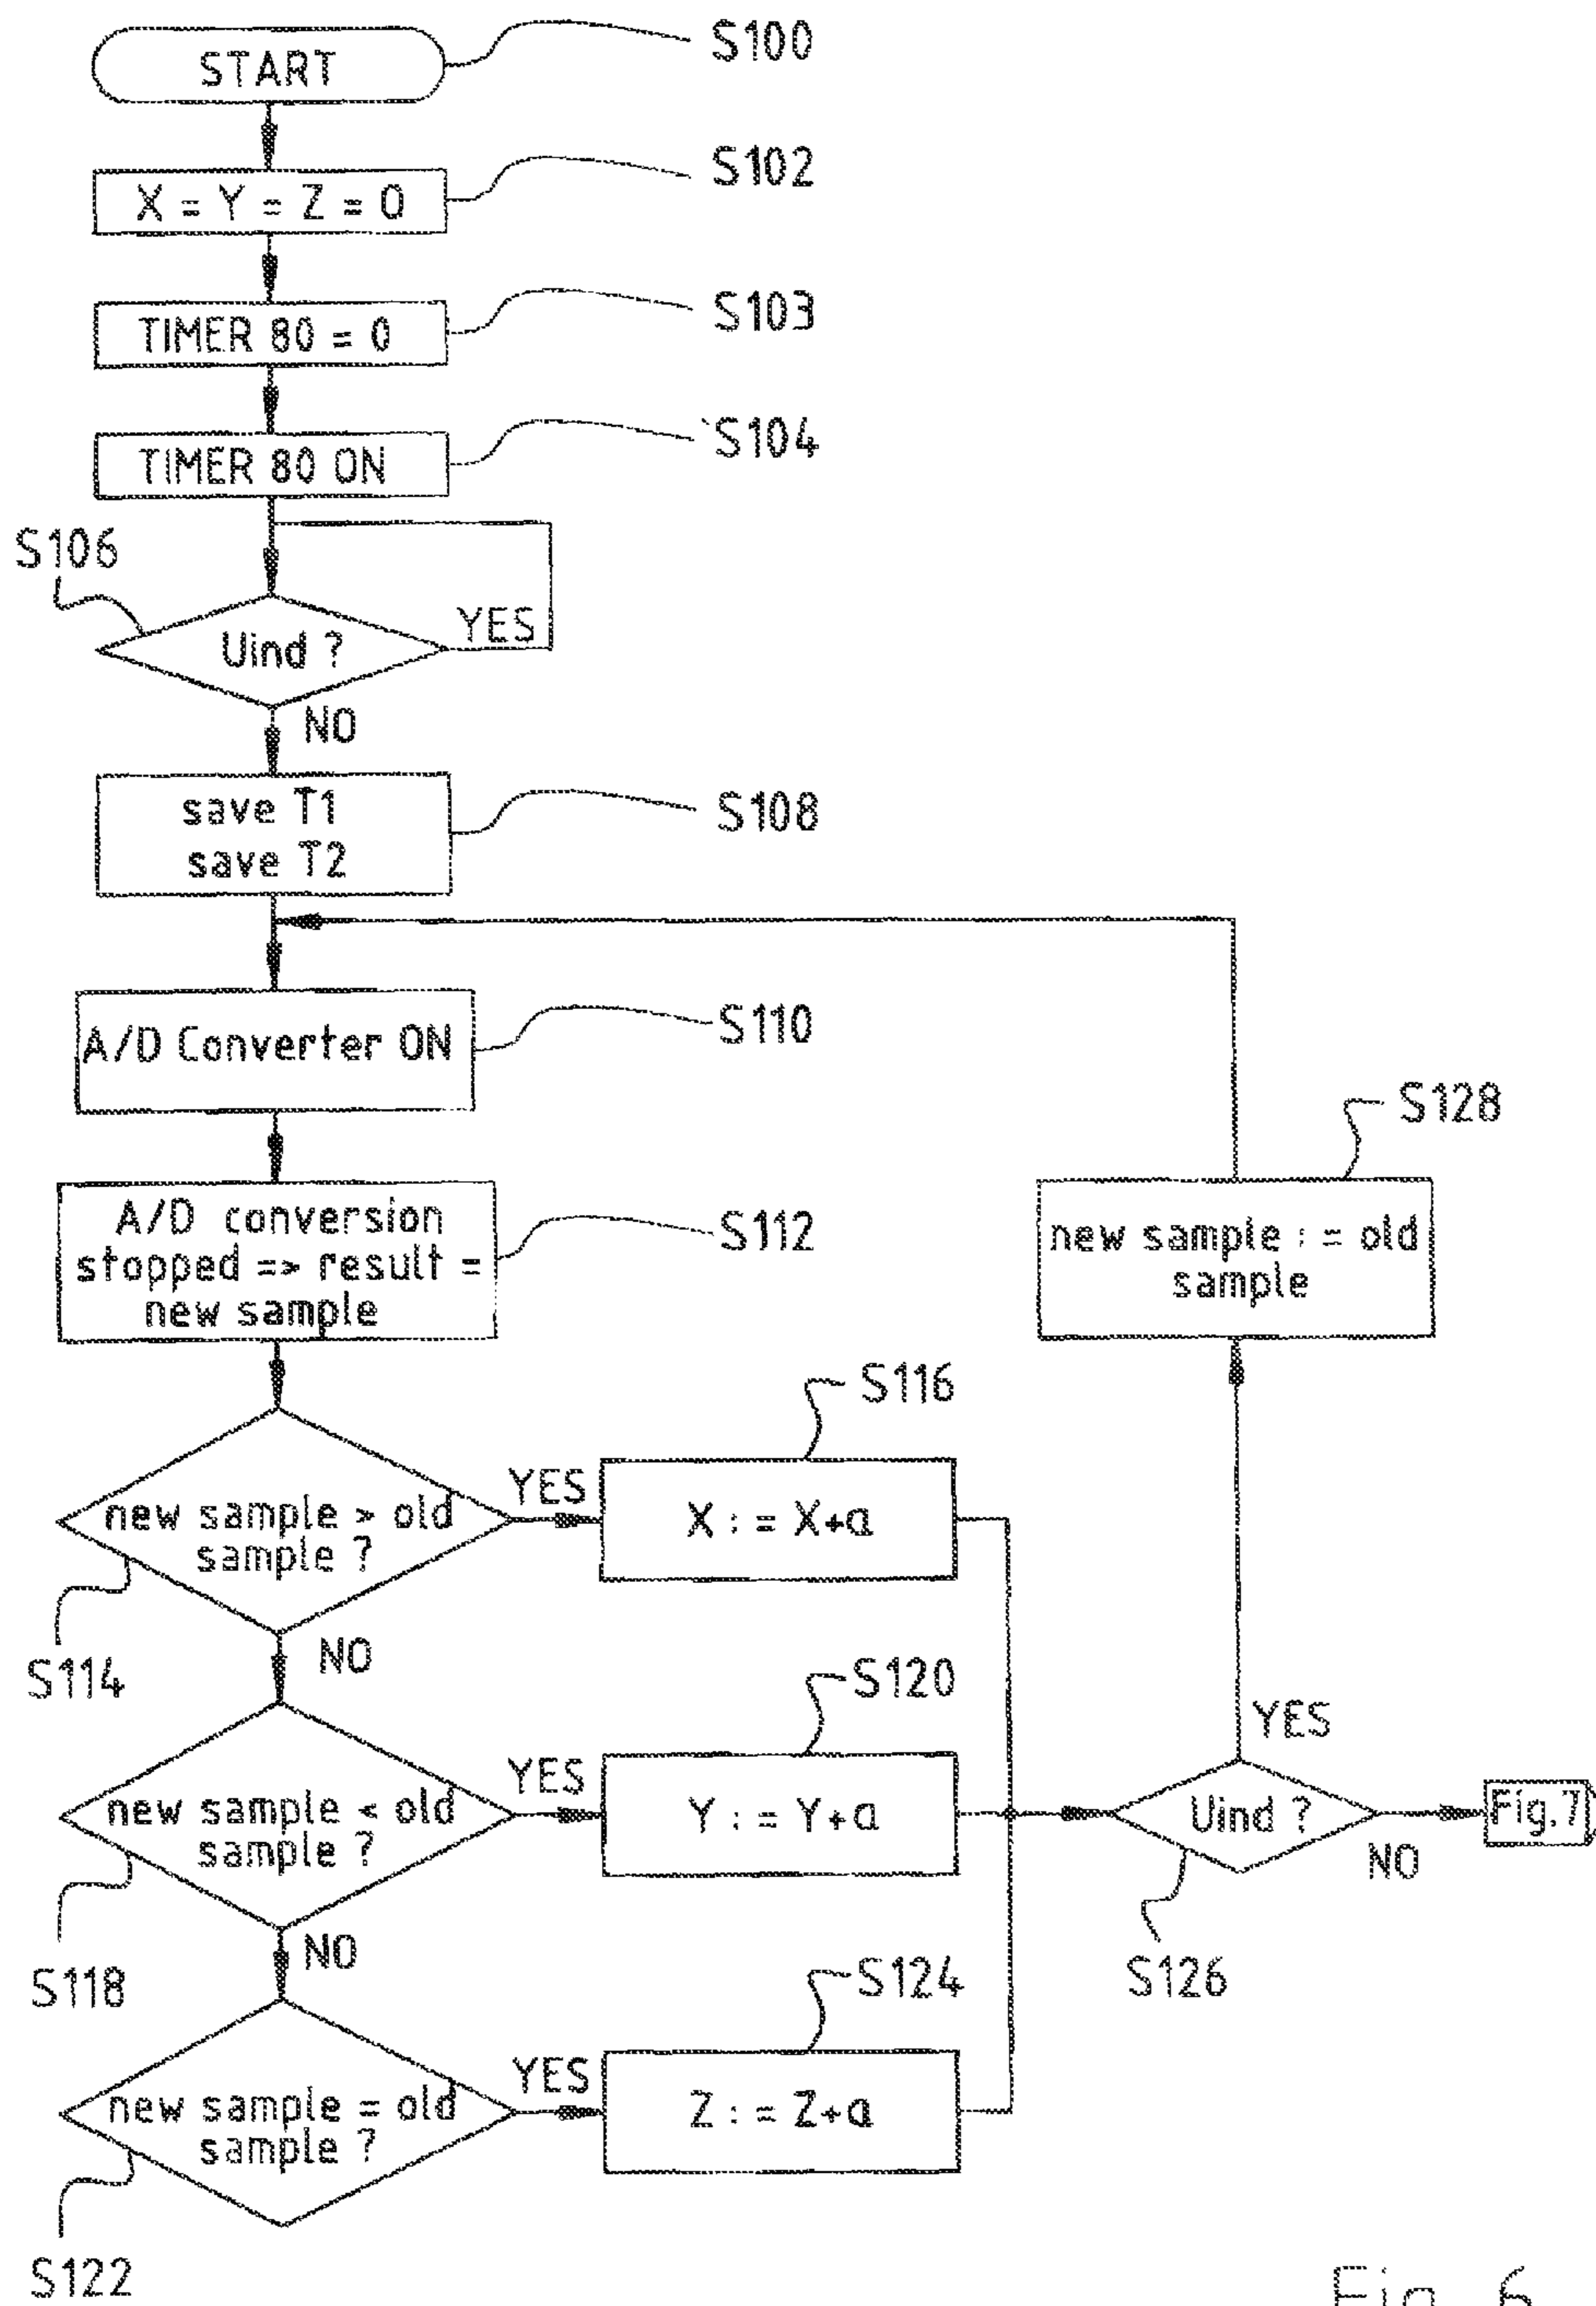 START
S100
X = Y = Z = 0
S102
TIMER 80 = 0
S103
TIMER 80 ON
S104
S106
Uind ?
YES
NO
save T1
save T2
S108
A/D Converter ON
S110
A/D conversion
stopped => result =
new sample
S112
S128
new sample : = old
sample
new sample > old
sample ?
YES
NO
S114
S116
X : = X+a
new sample < old
sample ?
YES
NO
S118
S120
Y : = Y+a
Uind ?
YES
NO
S126
Fig.7
new sample = old
sample ?
YES
S122
S124
Z : = Z+a
Fig. 6